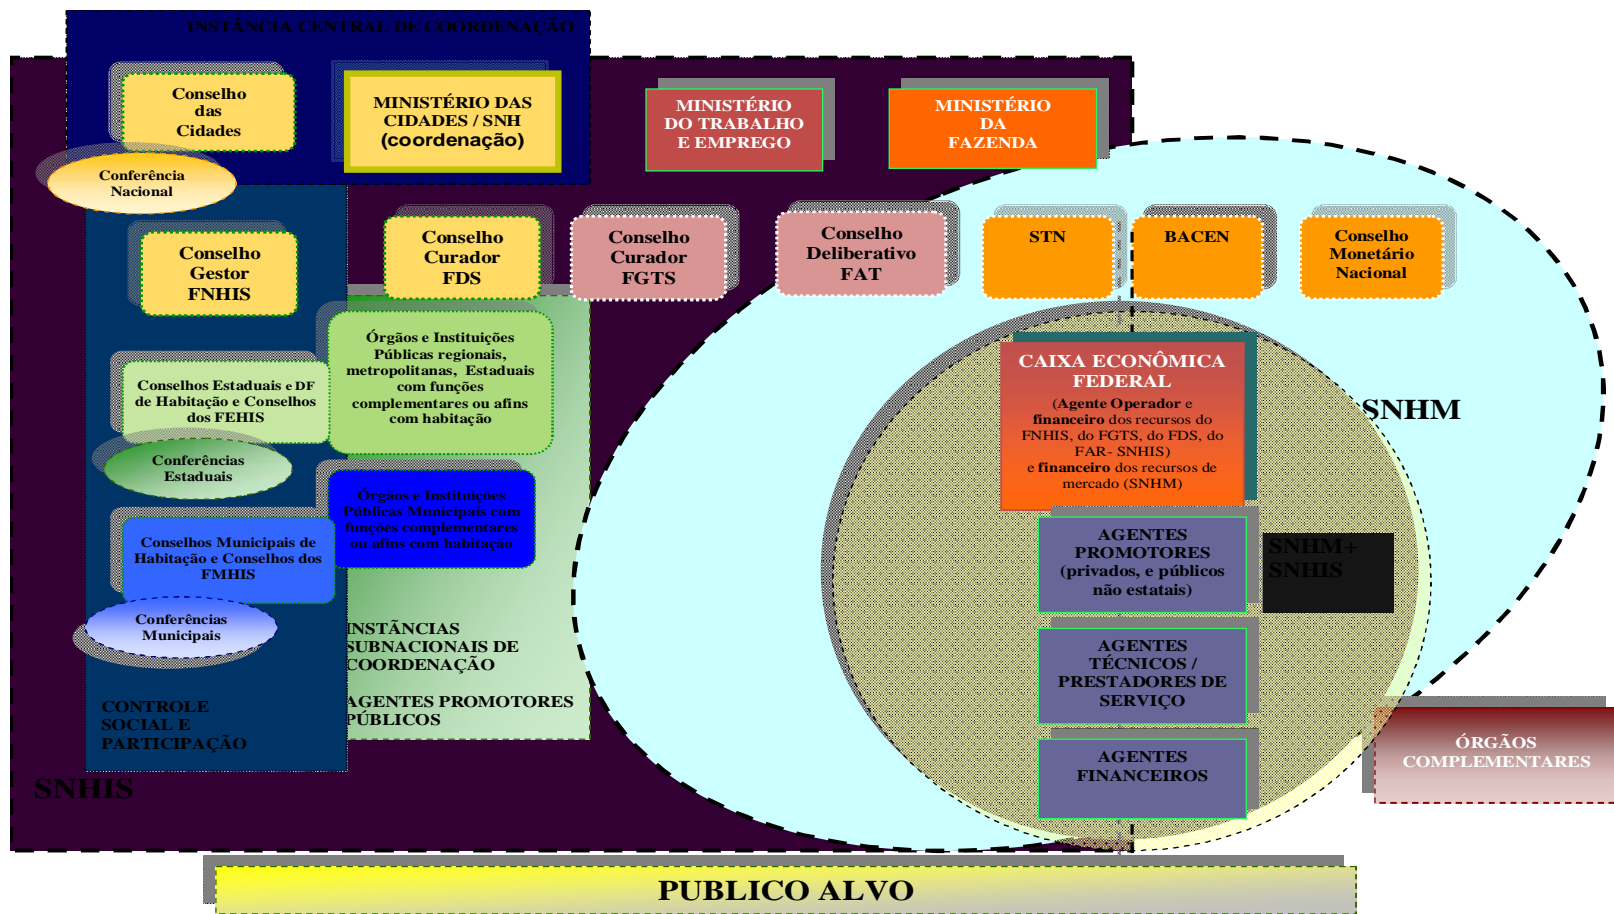 INSTÂNCIA CENTRAL DE COORDENAÇÃO
Conselho
das
Cidades
MINISTÉRIO DAS
CIDADES / SNH
(coordenação)
MINISTÉRIO
DO TRABALHO
E EMPREGO
MINISTÉRIO
DA
FAZENDA
Conferência
Nacional
Conselho
Gestor
FNHIS
Conselho
Curador
FDS
Conselho
Curador
FGTS
Conselho
Deliberativo
FAT
STN
BACEN
Conselho
Monetário
Nacional
Órgãos e Instituições
Públicas regionais,
metropolitanas, Estaduais
com funções
complementares ou afins
com habitação
Conselhos Estaduais e DF
de Habitação e Conselhos
dos FEHIS
Conferências
Estaduais
Órgãos e Instituições
Públicas Municipais com
funções complementares
ou afins com habitação
Conselhos Municipais de
Habitação e Conselhos dos
FMHIS
Conferências
Municipais
INSTÃNCIAS
SUBNACIONAIS DE
COORDENAÇÃO
AGENTES PROMOTORES
PÚBLICOS
CONTROLE
SOCIAL E
PARTICIPAÇÃO
SNHIS
CAIXA ECONÔMICA
FEDERAL
(Agente Operador e
financeiro dos recursos do
FNHIS, do FGTS, do FDS, do
FAR- SNHIS)
e financeiro dos recursos de
mercado (SNHM)
SNHM
AGENTES
PROMOTORES
(privados, e públicos
não estatais)
SNHM+
SNHIS
AGENTES
TÉCNICOS /
PRESTADORES DE
SERVIÇO
AGENTES
FINANCEIROS
ÓRGÃOS
COMPLEMENTARES
PUBLICO ALVO